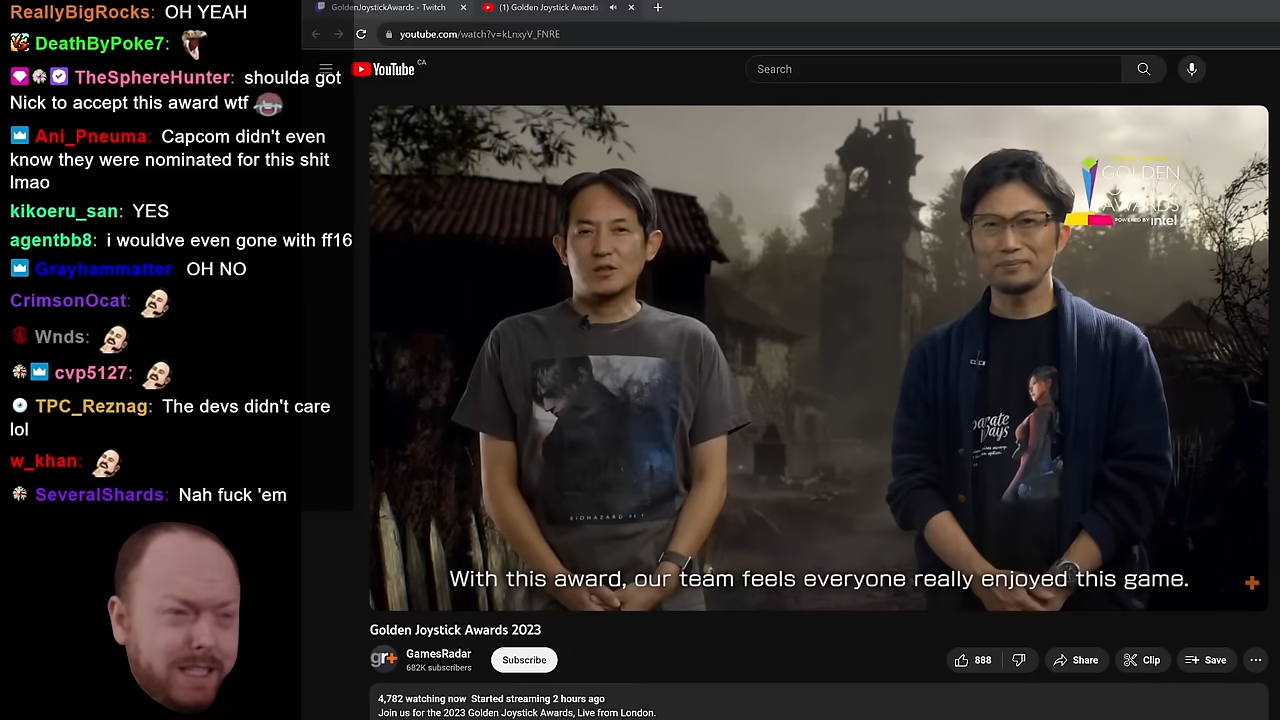 ReallyBigRocks: OH YEAH
DeathByPoke7:
TheSphereHunter: shoulda got
Nick to accept this award wtf
Ani_Pneuma: Capcom didn't even
know they were nominated for this shit
lmao
kikoeru_san: YES
agentbb8: i wouldve even gone with ff16
Grayhammatter: OH NO
CrimsonOcat:
Wnds:
cvp5127:
TPC_Reznag: The devs didn't care
lol
w_khan:
SeveralShards: Nah fuck 'em
GoldenJoystickAwards - Twitch
(1) Golden Joystick Awards
youtube.com/watch?v=kLnxyV_FNRE
YouTube CA
Search
GOLDEN
JOYSTICK
AWARDS
POWERED BY intel
Separate
Ways
BIOHAZARD RE:4
With this award, our team feels everyone really enjoyed this game.
Golden Joystick Awards 2023
gr+
GamesRadar
682K subscribers
Subscribe
888
Share
Clip
Save
4,782 watching now Started streaming 2 hours ago
Join us for the 2023 Golden Joystick Awards, Live from London.